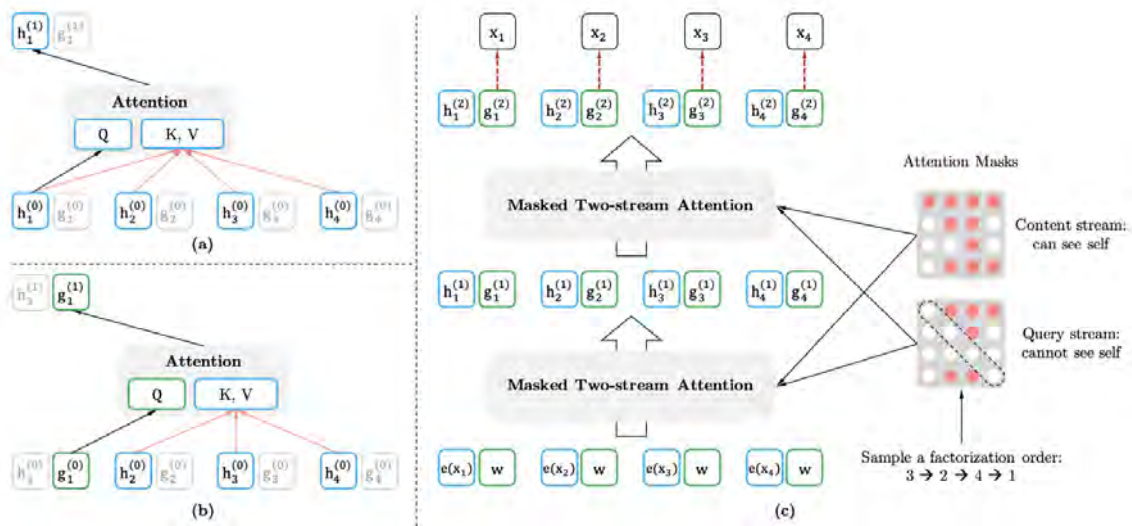 h₁⁽¹⁾ g₁⁽¹⁾
Attention
Q K, V
h₁⁽⁰⁾ g₁⁽⁰⁾ h₂⁽⁰⁾ g₂⁽⁰⁾ h₃⁽⁰⁾ g₃⁽⁰⁾ h₄⁽⁰⁾ g₄⁽⁰⁾
(a)
g₁⁽¹⁾
Attention
Q K, V
g₁⁽⁰⁾ h₂⁽⁰⁾ g₂⁽⁰⁾ h₃⁽⁰⁾ g₃⁽⁰⁾ h₄⁽⁰⁾ g₄⁽⁰⁾
(b)
x₁ x₂ x₃ x₄
h₁⁽²⁾ g₁⁽²⁾ h₂⁽²⁾ g₂⁽²⁾ h₃⁽²⁾ g₃⁽²⁾ h₄⁽²⁾ g₄⁽²⁾
Masked Two-stream Attention
h₁⁽¹⁾ g₁⁽¹⁾ h₂⁽¹⁾ g₂⁽¹⁾ h₃⁽¹⁾ g₃⁽¹⁾ h₄⁽¹⁾ g₄⁽¹⁾
Masked Two-stream Attention
e(x₁) w e(x₂) w e(x₃) w e(x₄) w
(c)
Attention Masks
Content stream:
can see self
Query stream:
cannot see self
Sample a factorization order:
3 → 2 → 4 → 1